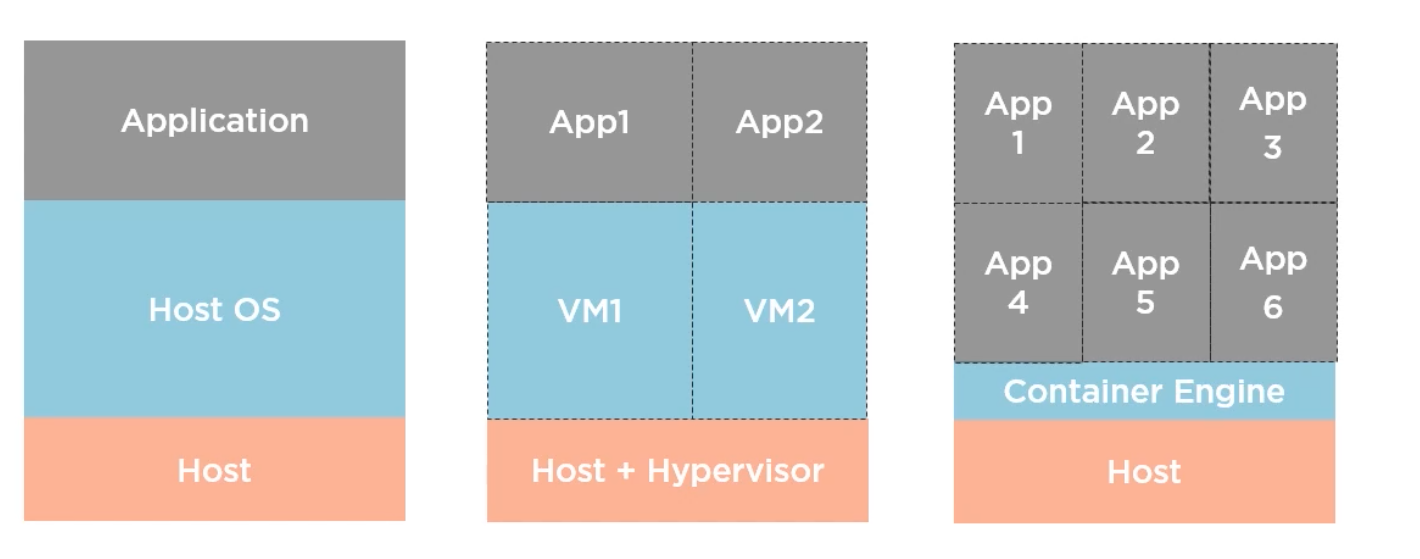 Application
Host OS
Host
App1
App2
VM1
VM2
Host + Hypervisor
App
1
App
2
App
3
App
4
App
5
App
6
Container Engine
Host